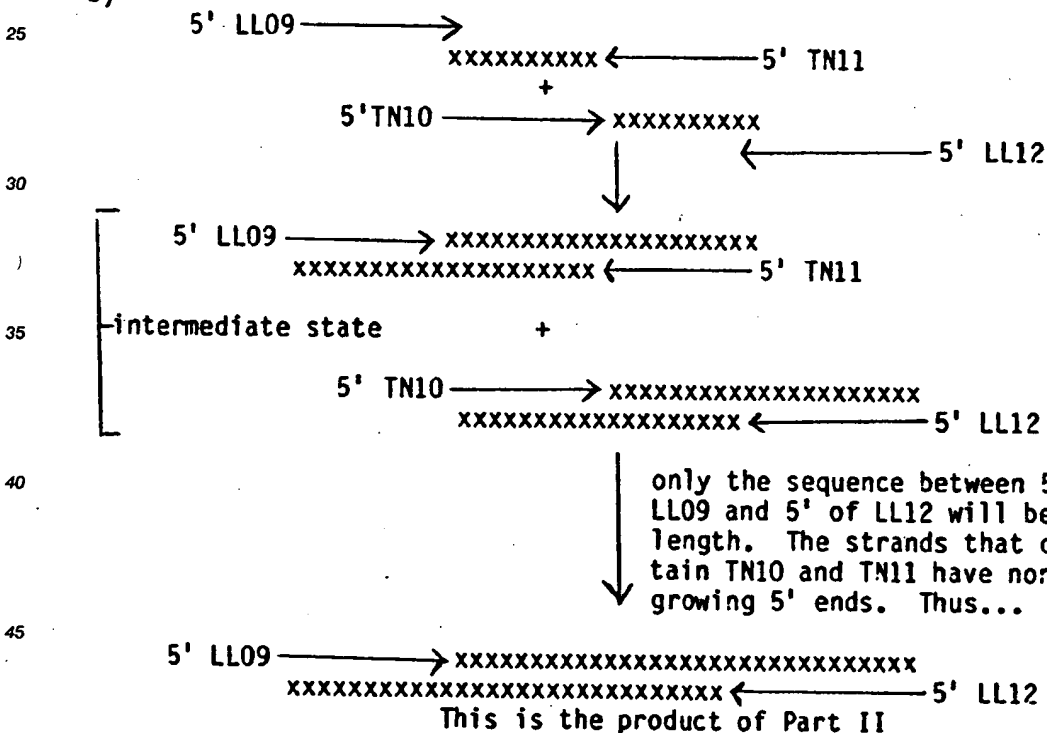 25
5' LL09
xxxxxxxxxx 5' TN11
+
5'TN10 xxxxxxxxxx
5' LL12
30
5' LL09 xxxxxxxxxxxxxxxxxxxxx
xxxxxxxxxxxxxxxxxxxx 5' TN11
)
35
intermediate state +
5' TN10 xxxxxxxxxxxxxxxxxxxxx
xxxxxxxxxxxxxxxxxxx 5' LL12
40
only the sequence between 5
LL09 and 5' of LL12 will be
length. The strands that
tain TN10 and TN11 have
growing 5' ends. Thus...
45
5' LL09 xxxxxxxxxxxxxxxxxxxxxxxxxxxxxxx
xxxxxxxxxxxxxxxxxxxxxxxxxxxxx 5' LL12
This is the product of Part II